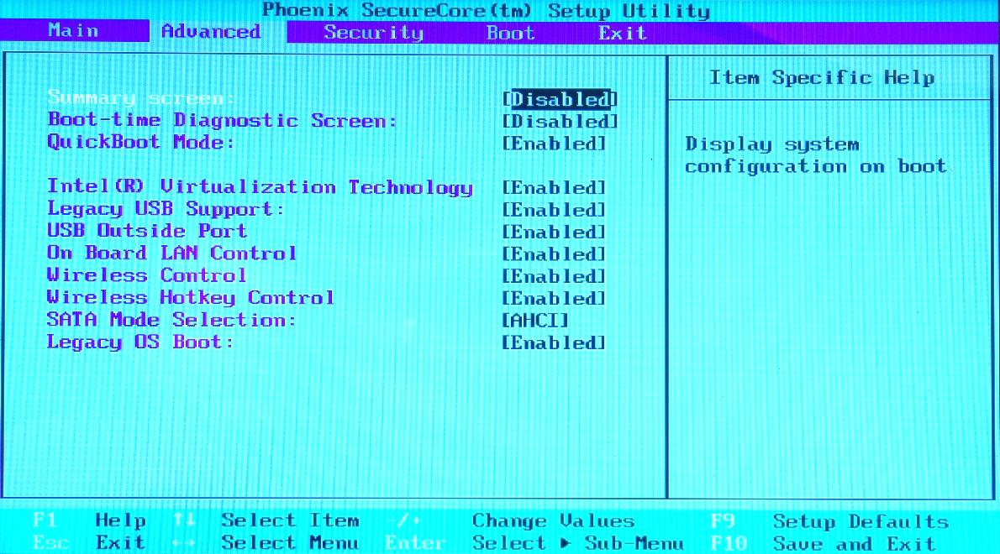 Phoenix SecureCore(tm) Setup Utility
Main Advanced Security Boot Exit
Summary screen: [Disabled]
Boot-time Diagnostic Screen: [Disabled]
QuickBoot Mode: [Enabled]
Intel(R) Virtualization Technology [Enabled]
Legacy USB Support: [Enabled]
USB Outside Port [Enabled]
On Board LAN Control [Enabled]
Wireless Control [Enabled]
Wireless Hotkey Control [Enabled]
SATA Mode Selection: [AHCI]
Legacy OS Boot: [Enabled]
Item Specific Help
Display system
configuration on boot
F1 Help ↑↓ Select Item -/+ Change Values F9 Setup Defaults
Esc Exit ↔ Select Menu Enter Select ▶ Sub-Menu F10 Save and Exit